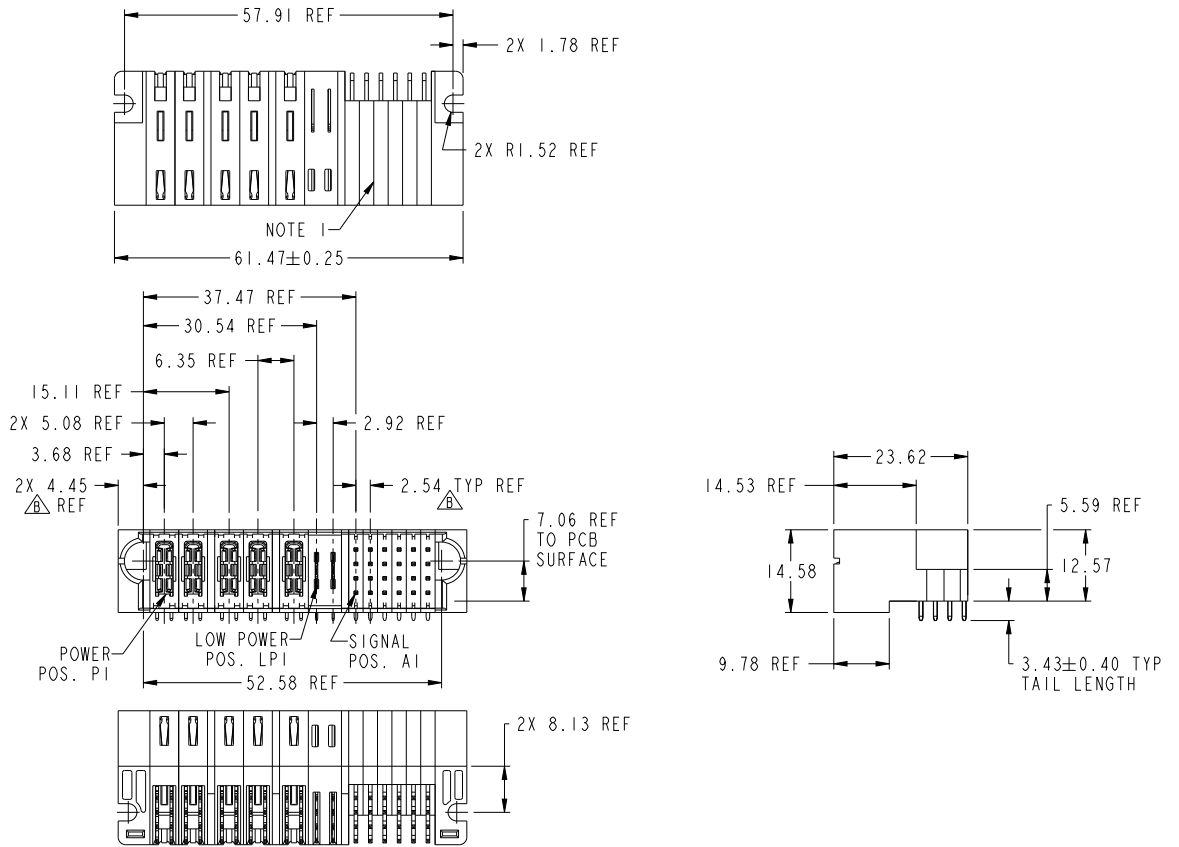 57.91 REF
2X 1.78 REF
2X R1.52 REF
NOTE 1
61.47±0.25
37.47 REF
30.54 REF
6.35 REF
15.11 REF
2X 5.08 REF
2.92 REF
3.68 REF
2X 4.45
B REF
2.54 TYP REF
B
7.06 REF
TO PCB
SURFACE
POWER
POS. P1
LOW POWER
POS. LP1
SIGNAL
POS. A1
52.58 REF
23.62
14.53 REF
5.59 REF
14.58
12.57
9.78 REF
3.43±0.40 TYP
TAIL LENGTH
2X 8.13 REF